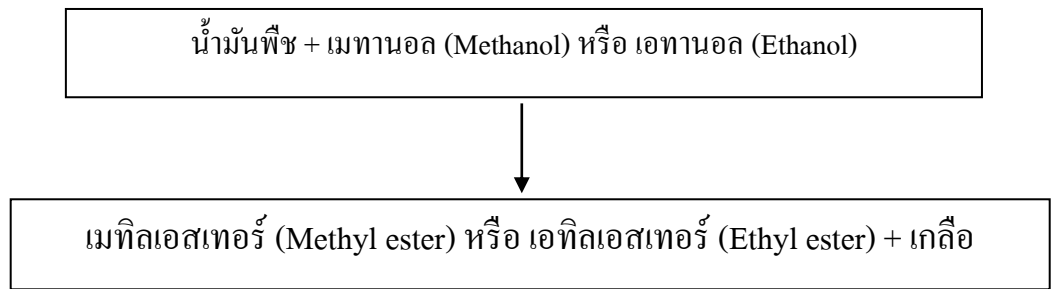 น้ำมันพืช + เมทานอล (Methanol) หรือ เอทานอล (Ethanol)
เมทิลเอสเทอร์ (Methyl ester) หรือ เอทิลเอสเทอร์ (Ethyl ester) + เกลือ